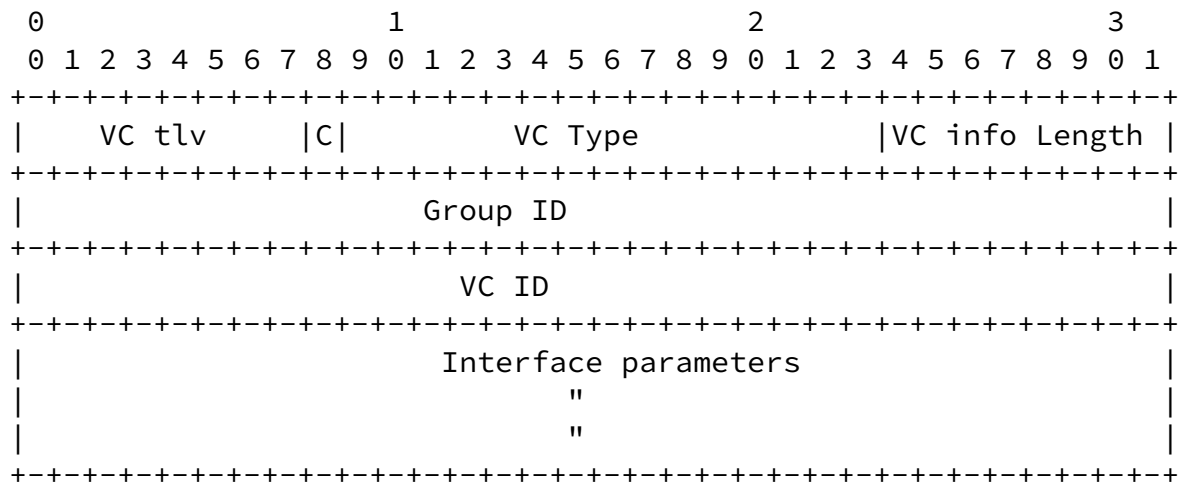 0                   1                   2                   3
 0 1 2 3 4 5 6 7 8 9 0 1 2 3 4 5 6 7 8 9 0 1 2 3 4 5 6 7 8 9 0 1
+-+-+-+-+-+-+-+-+-+-+-+-+-+-+-+-+-+-+-+-+-+-+-+-+-+-+-+-+-+-+-+-+
|    VC tlv     |C|         VC Type             |VC info Length |
+-+-+-+-+-+-+-+-+-+-+-+-+-+-+-+-+-+-+-+-+-+-+-+-+-+-+-+-+-+-+-+-+
|                      Group ID                                 |
+-+-+-+-+-+-+-+-+-+-+-+-+-+-+-+-+-+-+-+-+-+-+-+-+-+-+-+-+-+-+-+-+
|                        VC ID                                  |
+-+-+-+-+-+-+-+-+-+-+-+-+-+-+-+-+-+-+-+-+-+-+-+-+-+-+-+-+-+-+-+-+
|                       Interface parameters                    |
|                              "                                |
|                              "                                |
+-+-+-+-+-+-+-+-+-+-+-+-+-+-+-+-+-+-+-+-+-+-+-+-+-+-+-+-+-+-+-+-+